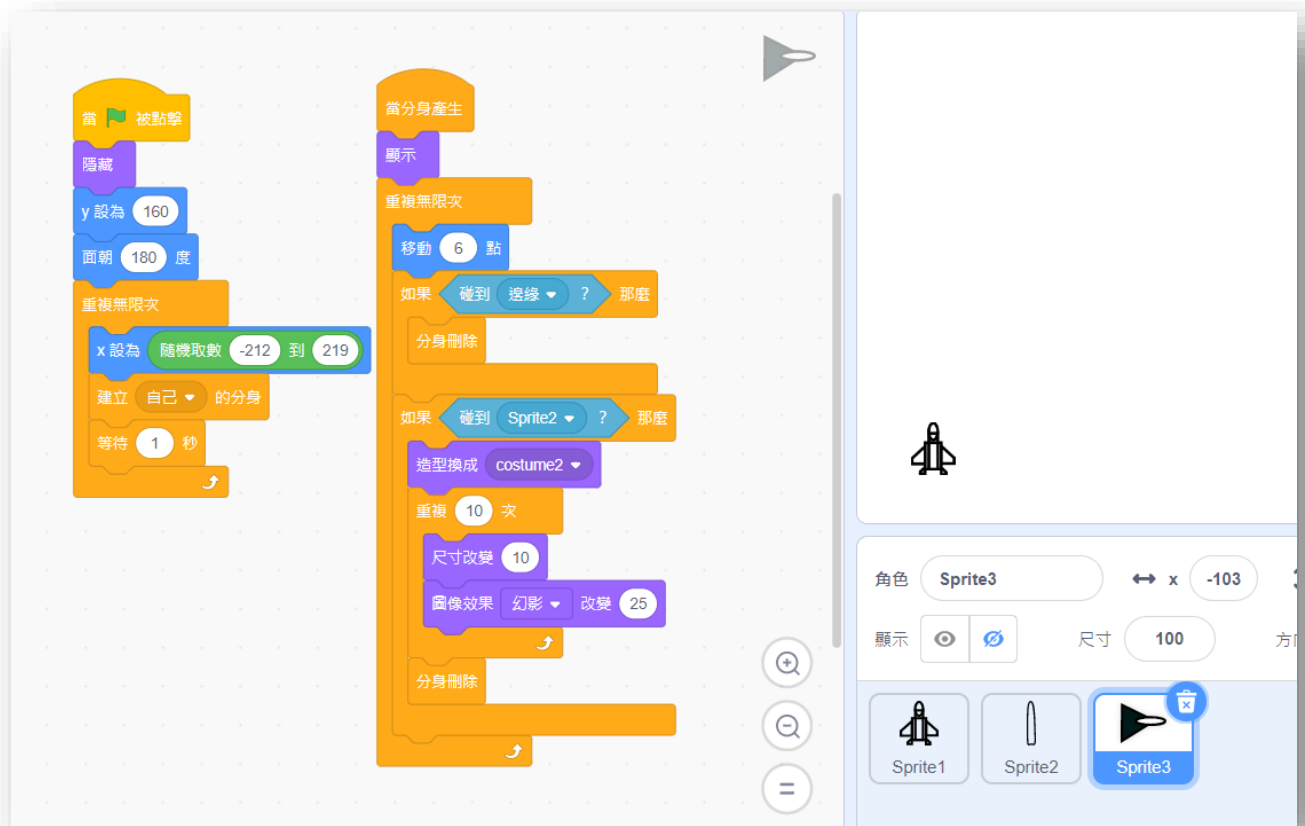 當 被點擊
隱藏
y 設為 160
面朝 180 度
重複無限次
x 設為 隨機取數 -212 到 219
建立 自己 的分身
等待 1 秒
當分身產生
顯示
重複無限次
移動 6 點
如果 碰到 邊緣 ? 那麼
分身刪除
如果 碰到 Sprite2 ? 那麼
造型換成 costume2
重複 10 次
尺寸改變 10
圖像效果 幻影 改變 25
分身刪除
角色 Sprite3 x -103
顯示 尺寸 100
Sprite1 Sprite2 Sprite3